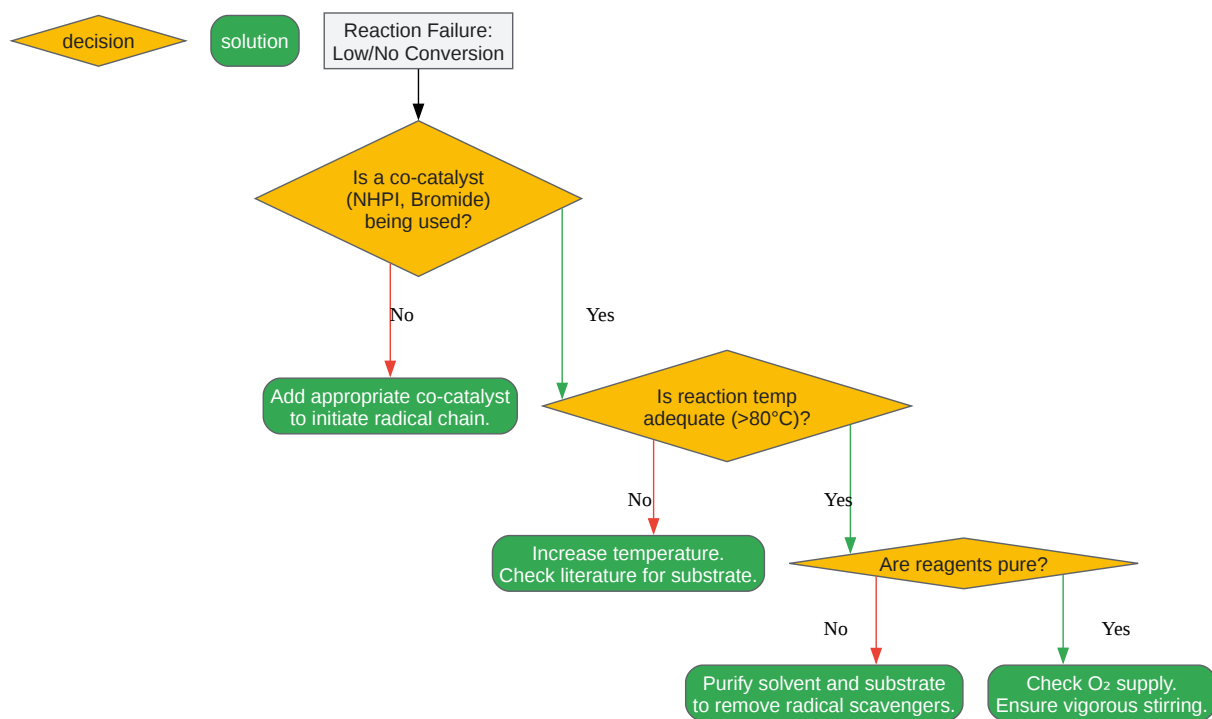 decision
solution
Reaction Failure:
Low/No Conversion
Is a co-catalyst
(NHPI, Bromide)
being used?
No
Yes
Add appropriate co-catalyst
to initiate radical chain.
Is reaction temp
adequate (>80°C)?
No
Yes
Increase temperature.
Check literature for substrate.
Are reagents pure?
No
Yes
Purify solvent and substrate
to remove radical scavengers.
Check O₂ supply.
Ensure vigorous stirring.